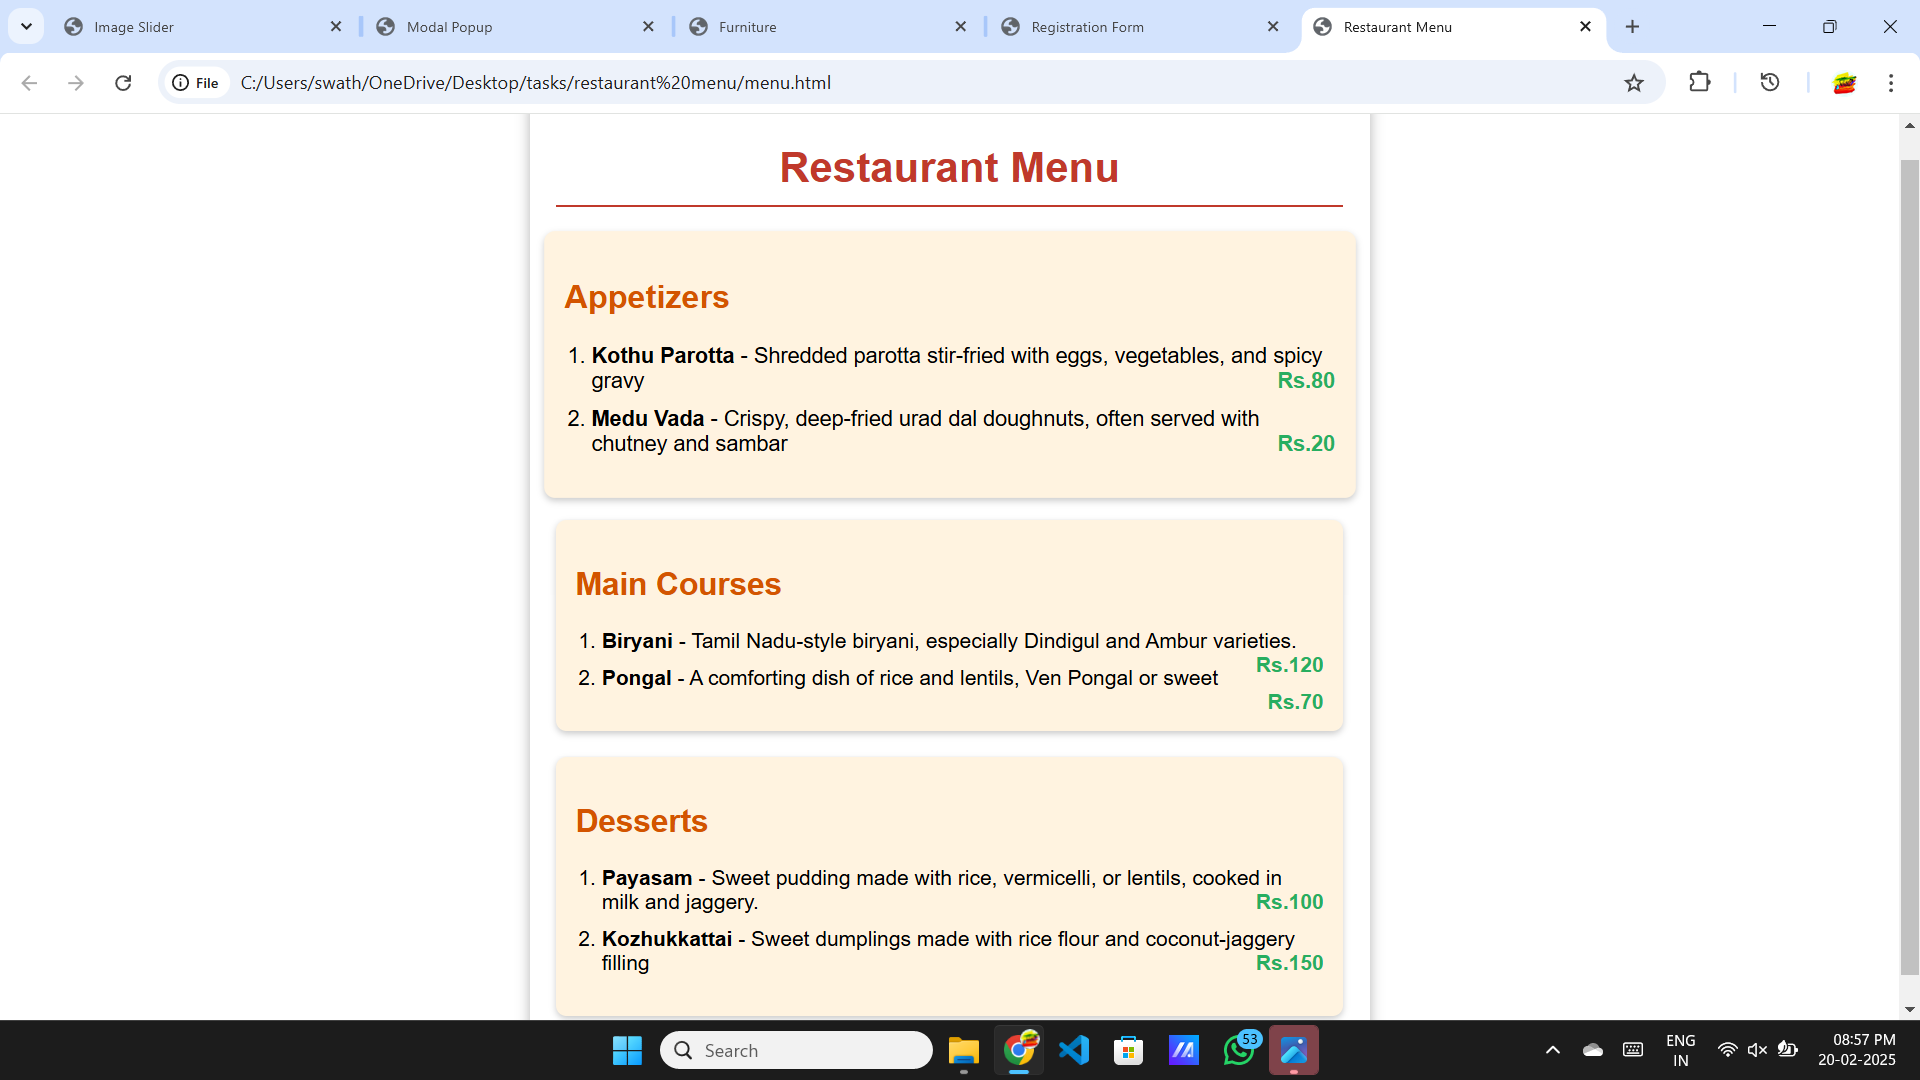 Image Slider
Modal Popup
Furniture
Registration Form
Restaurant Menu
File
C:/Users/swath/OneDrive/Desktop/tasks/restaurant%20menu/menu.html
Restaurant Menu
Appetizers
1. Kothu Parotta - Shredded parotta stir-fried with eggs, vegetables, and spicy
gravy Rs.80
2. Medu Vada - Crispy, deep-fried urad dal doughnuts, often served with
chutney and sambar Rs.20
Main Courses
1. Biryani - Tamil Nadu-style biryani, especially Dindigul and Ambur varieties.
Rs.120
2. Pongal - A comforting dish of rice and lentils, Ven Pongal or sweet
Rs.70
Desserts
1. Payasam - Sweet pudding made with rice, vermicelli, or lentils, cooked in
milk and jaggery. Rs.100
2. Kozhukkattai - Sweet dumplings made with rice flour and coconut-jaggery
filling Rs.150
Search
53
ENG
IN
08:57 PM
20-02-2025